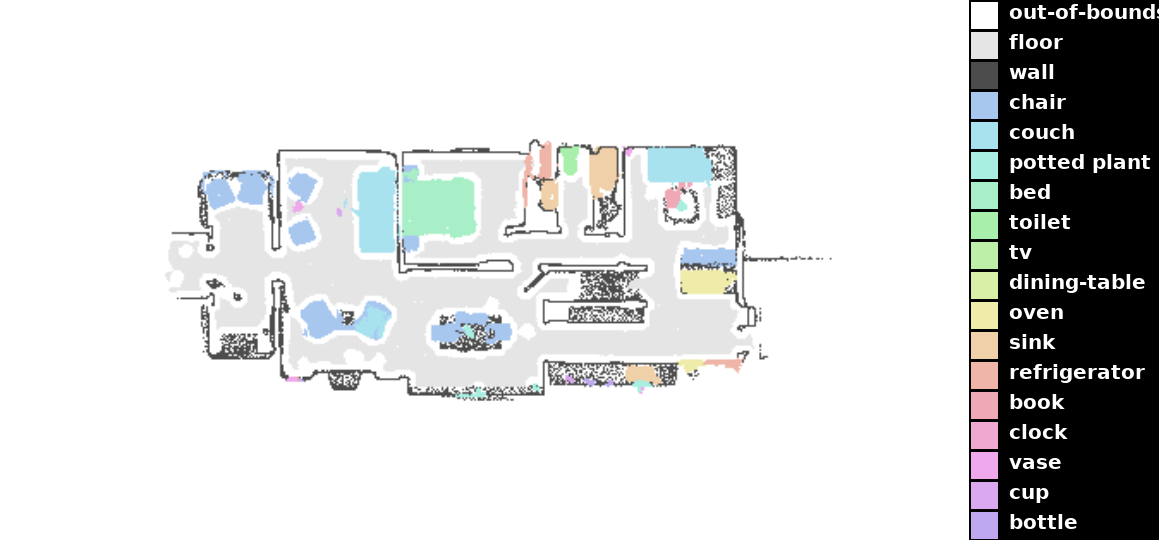 out-of-bounds
floor
wall
chair
couch
potted plant
bed
toilet
tv
dining-table
oven
sink
refrigerator
book
clock
vase
cup
bottle